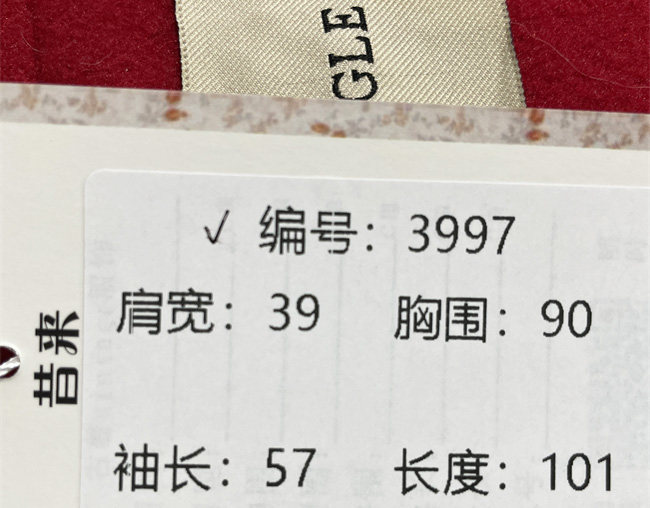 GLE
✓ 编号：3997
肩宽：39 胸围：90
昔来
袖长：57 长度：101